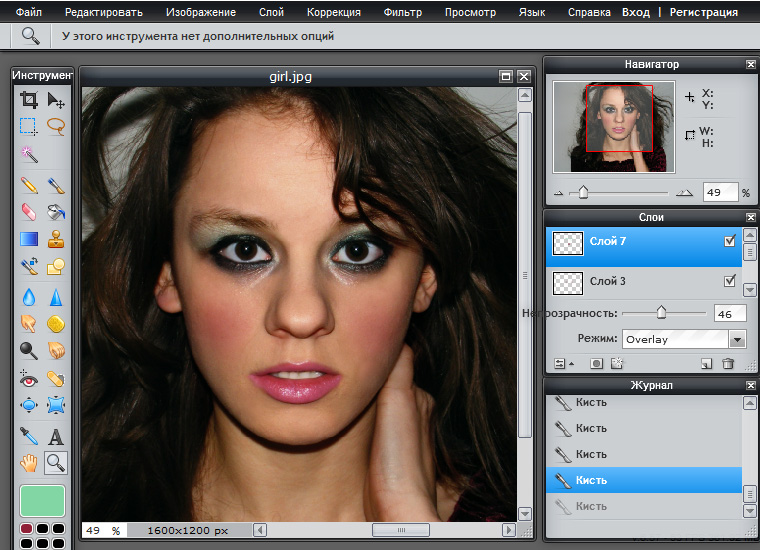 Файл Редактировать Изображение Слой Коррекция Фильтр Просмотр Язык Справка Вход | Регистрация
У этого инструмента нет дополнительных опций
Инструмент
girl.jpg
49 % 1600x1200 px
Навигатор
X:
Y:
W:
H:
49 %
Слои
Слой 7
Слой 3
Непрозрачность: 46
Режим: Overlay
Журнал
Кисть
Кисть
Кисть
Кисть
Кисть